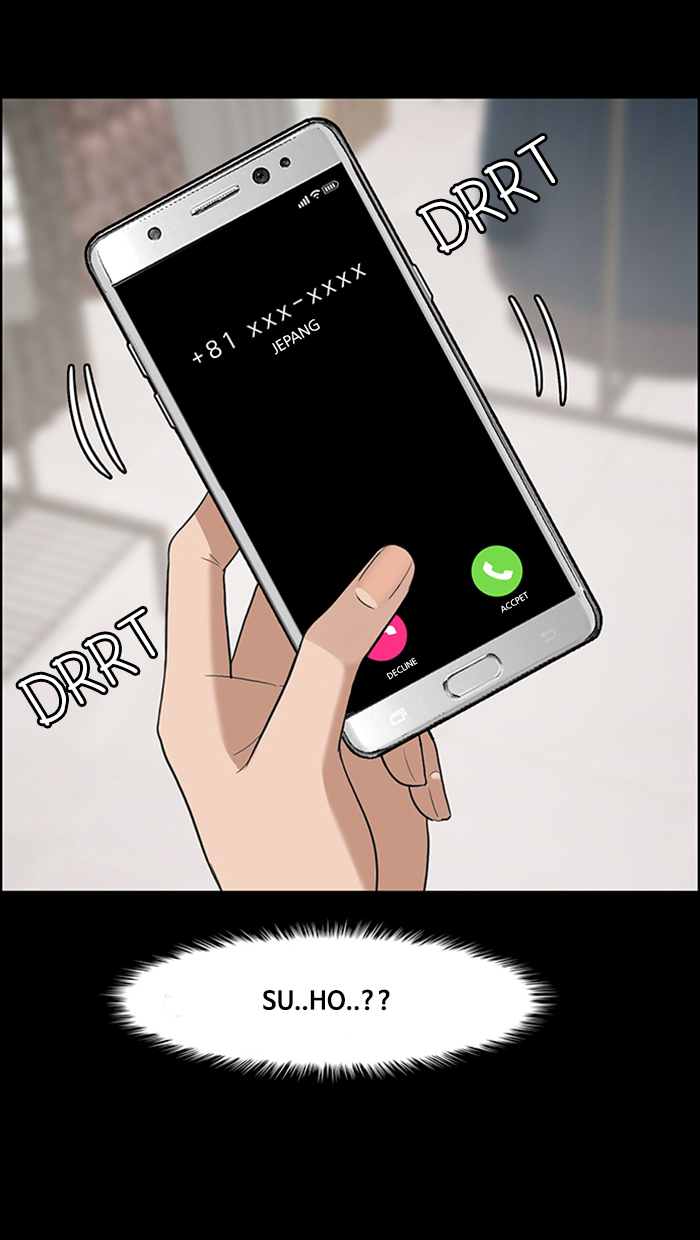 DRRT
+81 XXX-XXXX
JEPANG
ACCPET
DECLINE
DRRT
SU..HO..??